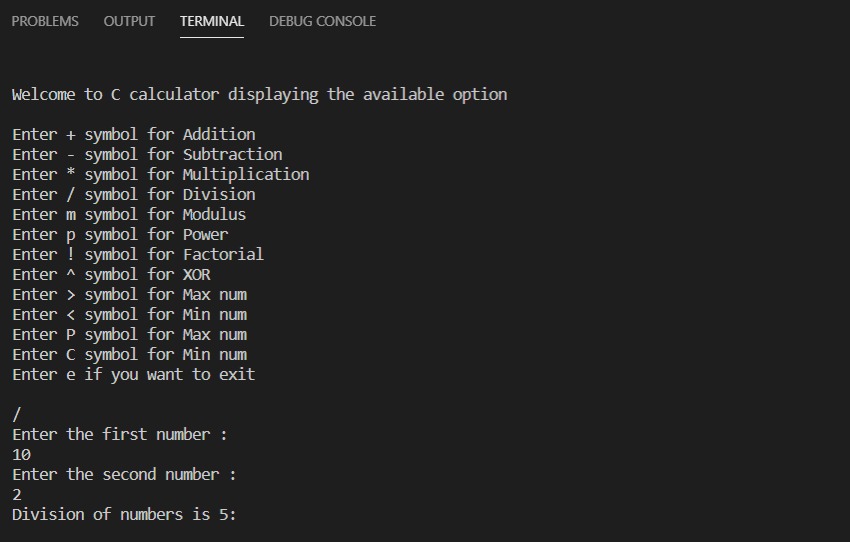 PROBLEMS OUTPUT TERMINAL DEBUG CONSOLE
Welcome to C calculator displaying the available option
Enter + symbol for Addition
Enter - symbol for Subtraction
Enter * symbol for Multiplication
Enter / symbol for Division
Enter m symbol for Modulus
Enter p symbol for Power
Enter ! symbol for Factorial
Enter ^ symbol for XOR
Enter > symbol for Max num
Enter < symbol for Min num
Enter P symbol for Max num
Enter C symbol for Min num
Enter e if you want to exit
/
Enter the first number :
10
Enter the second number :
2
Division of numbers is 5: